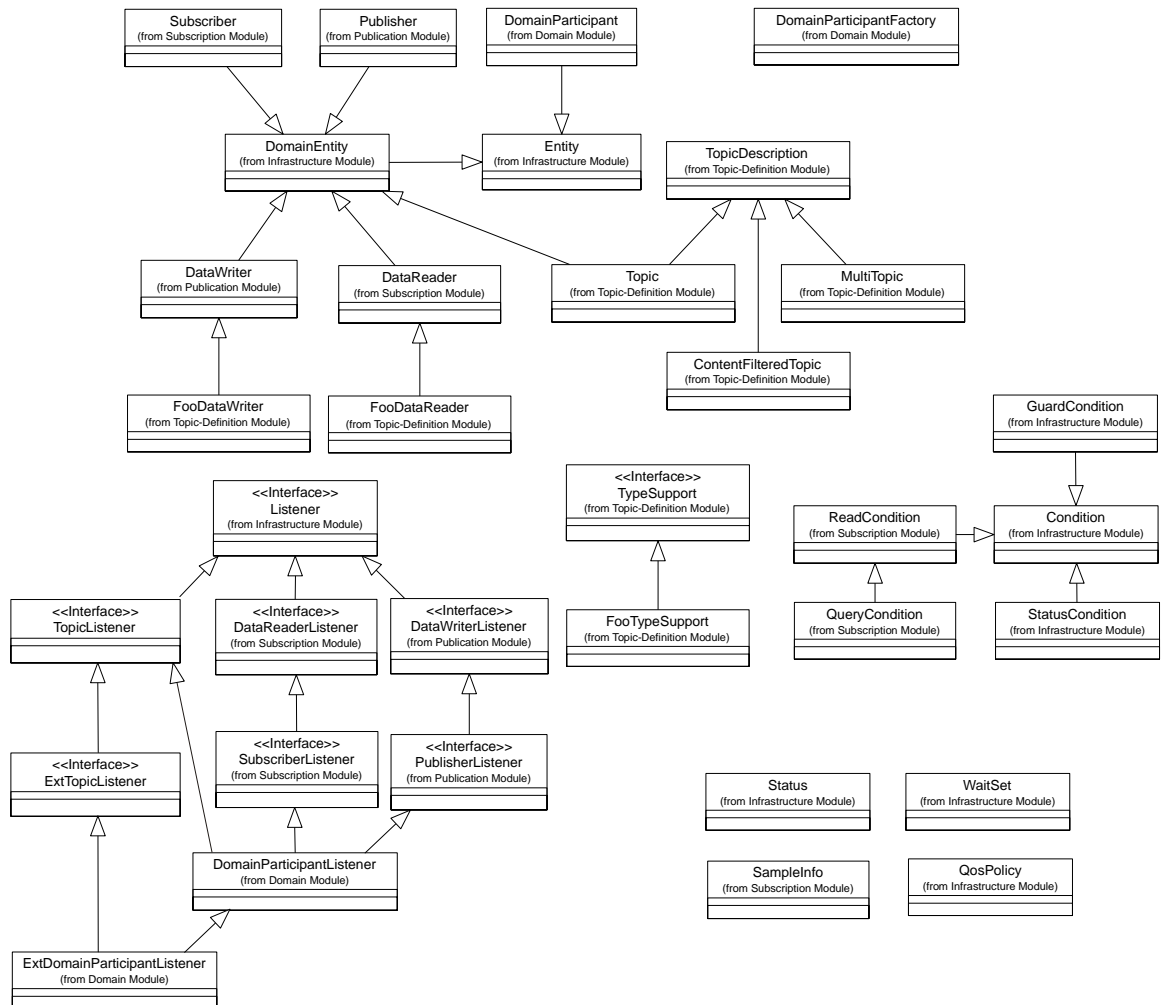 Subscriber
(from Subscription Module)
Publisher
(from Publication Module)
DomainParticipant
(from Domain Module)
DomainParticipantFactory
(from Domain Module)
DomainEntity
(from Infrastructure Module)
Entity
(from Infrastructure Module)
TopicDescription
(from Topic-Definition Module)
DataWriter
(from Publication Module)
DataReader
(from Subscription Module)
Topic
(from Topic-Definition Module)
MultiTopic
(from Topic-Definition Module)
ContentFilteredTopic
(from Topic-Definition Module)
FooDataWriter
(from Topic-Definition Module)
FooDataReader
(from Topic-Definition Module)
GuardCondition
(from Infrastructure Module)
<<Interface>>
Listener
(from Infrastructure Module)
<<Interface>>
TypeSupport
(from Topic-Definition Module)
ReadCondition
(from Subscription Module)
Condition
(from Infrastructure Module)
<<Interface>>
TopicListener
<<Interface>>
DataReaderListener
(from Subscription Module)
<<Interface>>
DataWriterListener
(from Publication Module)
FooTypeSupport
(from Topic-Definition Module)
QueryCondition
(from Subscription Module)
StatusCondition
(from Infrastructure Module)
<<Interface>>
ExtTopicListener
<<Interface>>
SubscriberListener
(from Subscription Module)
<<Interface>>
PublisherListener
(from Publication Module)
Status
(from Infrastructure Module)
WaitSet
(from Infrastructure Module)
DomainParticipantListener
(from Domain Module)
SampleInfo
(from Subscription Module)
QosPolicy
(from Infrastructure Module)
ExtDomainParticipantListener
(from Domain Module)